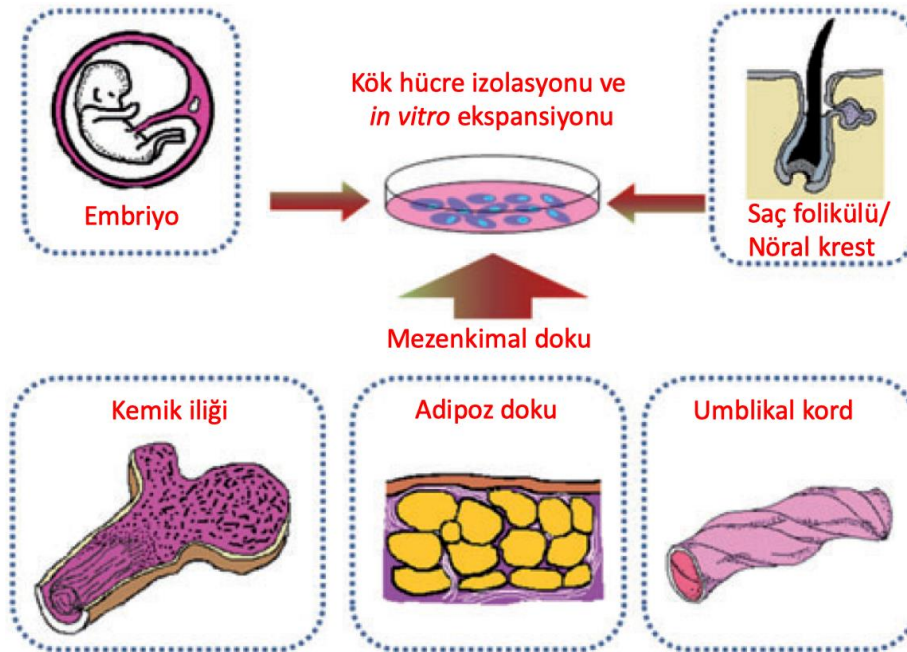 Kök hücre izolasyonu ve
in vitro ekspansiyonu
Embriyo
Saç folikülü/
Nöral krest
Mezenkimal doku
Kemik iliği
Adipoz doku
Umblikal kord